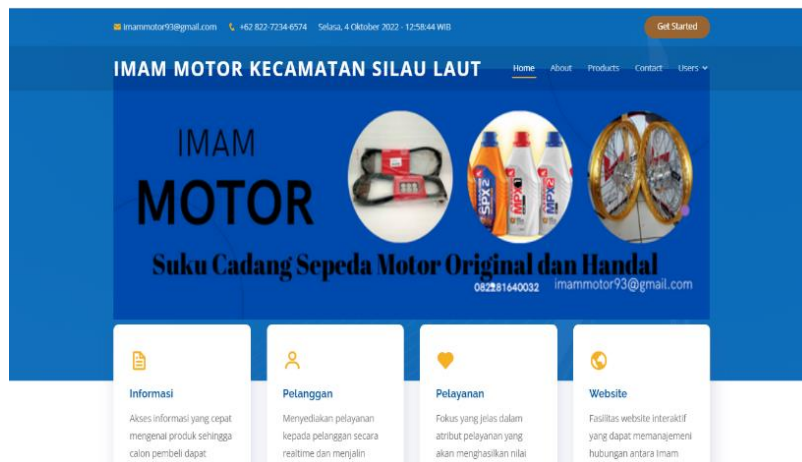 imammotor93@gmail.com +62 822-7234-6574 Selasa, 4 Oktober 2022 - 12:58:44 WIB Get Started
IMAM MOTOR KECAMATAN SILAU LAUT Home About Products Contact Users
IMAM
MOTOR
SPX2 MPX1 MPX2
Suku Cadang Sepeda Motor Original dan Handal
082281640032 imammotor93@gmail.com
Informasi
Akses informasi yang cepat
mengenai produk sehingga
calon pembeli dapat
Pelanggan
Menyediakan pelayanan
kepada pelanggan secara
realtime dan menjalin
Pelayanan
Fokus yang jelas dalam
atribut pelayanan yang
akan menghasilkan nilai
Website
Fasilitas website interaktif
yang dapat memanajemeni
hubungan antara Imam